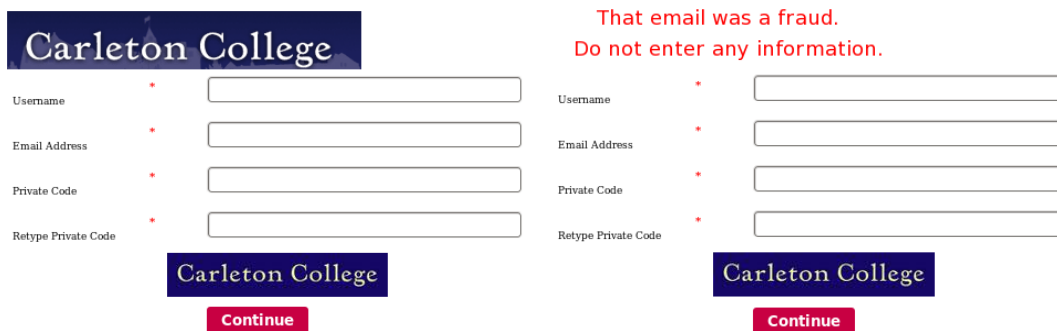 Carleton College
Username *
Email Address *
Private Code *
Retype Private Code *
Carleton College
Continue
That email was a fraud.
Do not enter any information.
Username *
Email Address *
Private Code *
Retype Private Code *
Carleton College
Continue